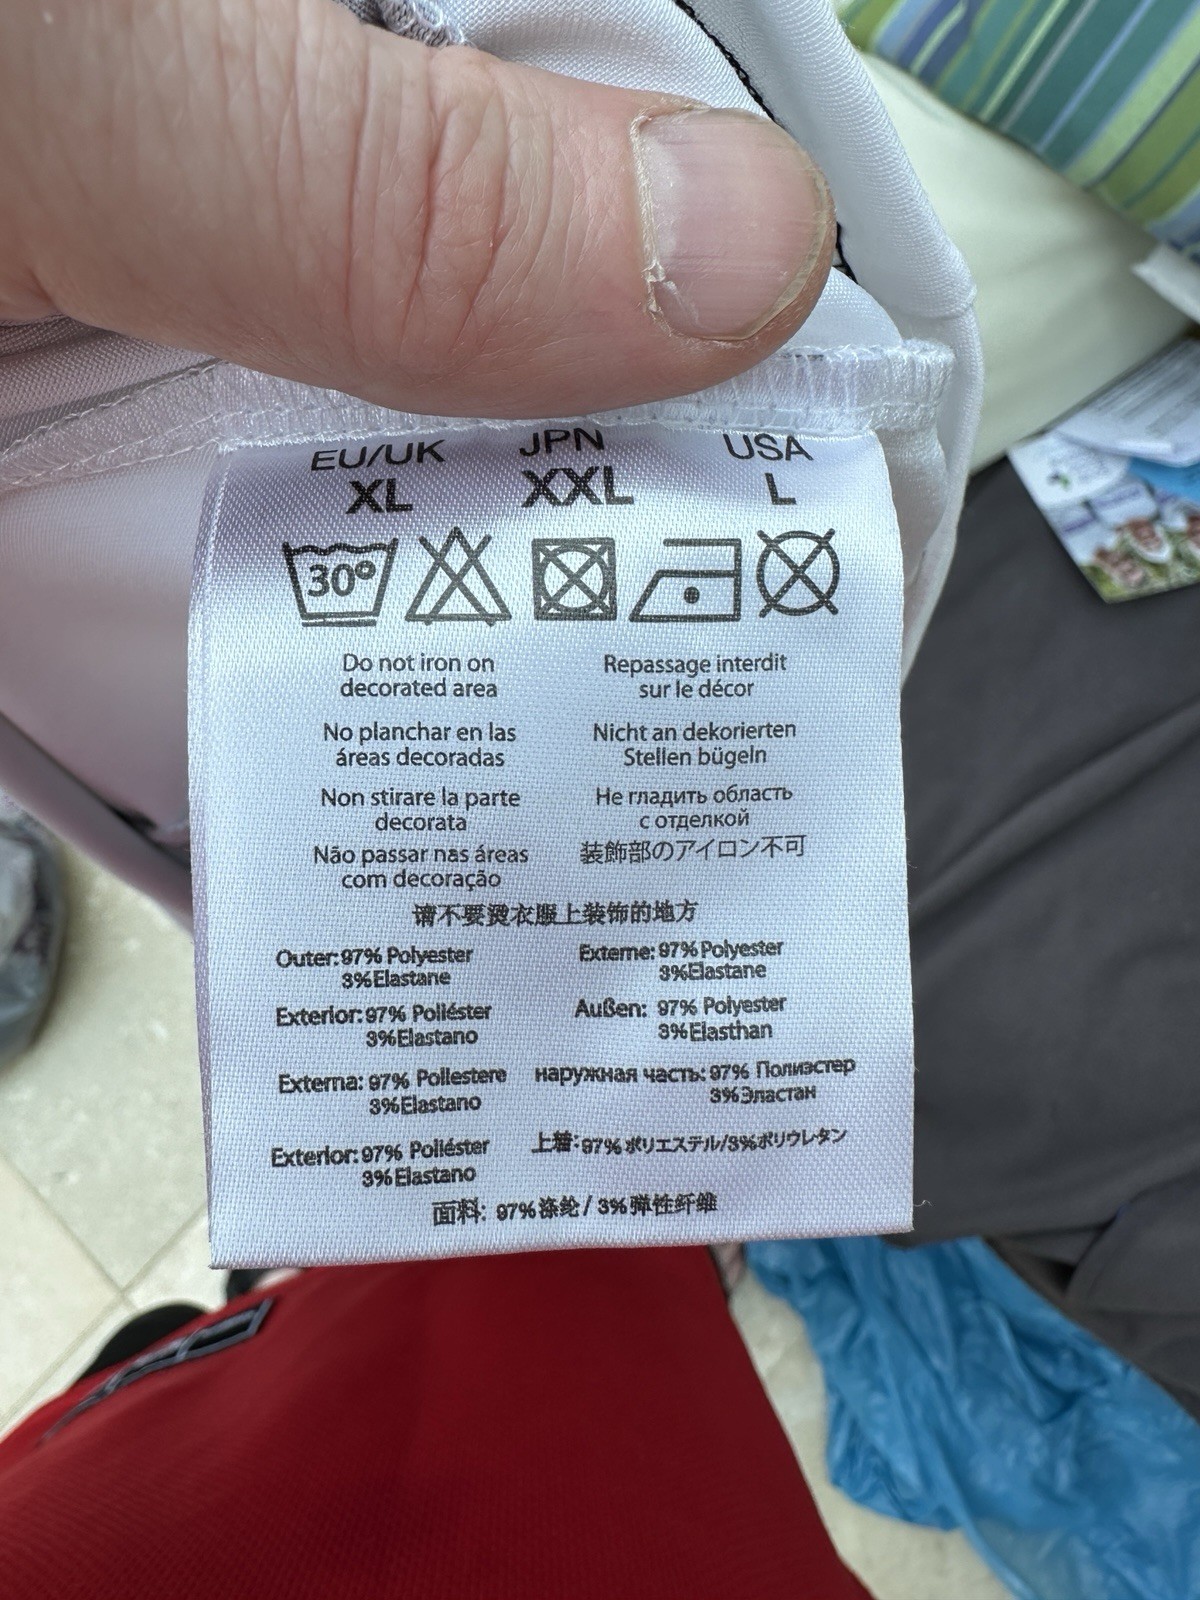 EU/UK JPN USA
XL XXL L
30°
Do not iron on
decorated area
Repassage interdit
sur le décor
No planchar en las
áreas decoradas
Nicht an dekorierten
Stellen bügeln
Non stirare la parte
decorata
Не гладить область
с отделкой
Não passar nas áreas
com decoração
装飾部のアイロン不可
请不要烫衣服上装饰的地方
Outer:97% Polyester
3%Elastane
Externe:97%Polyester
3%Elastane
Exterior:97% Poliéster
3%Elastano
Außen: 97% Polyester
3%Elasthan
Externa: 97% Poliestere
3%Elastano
наружная часть:97% Полиэстер
3%Эластан
Exterior:97% Poliéster
3%Elastano
上着:97%ポリエステル/3%ポリウレタン
面料: 97%涤纶/ 3%弹性纤维